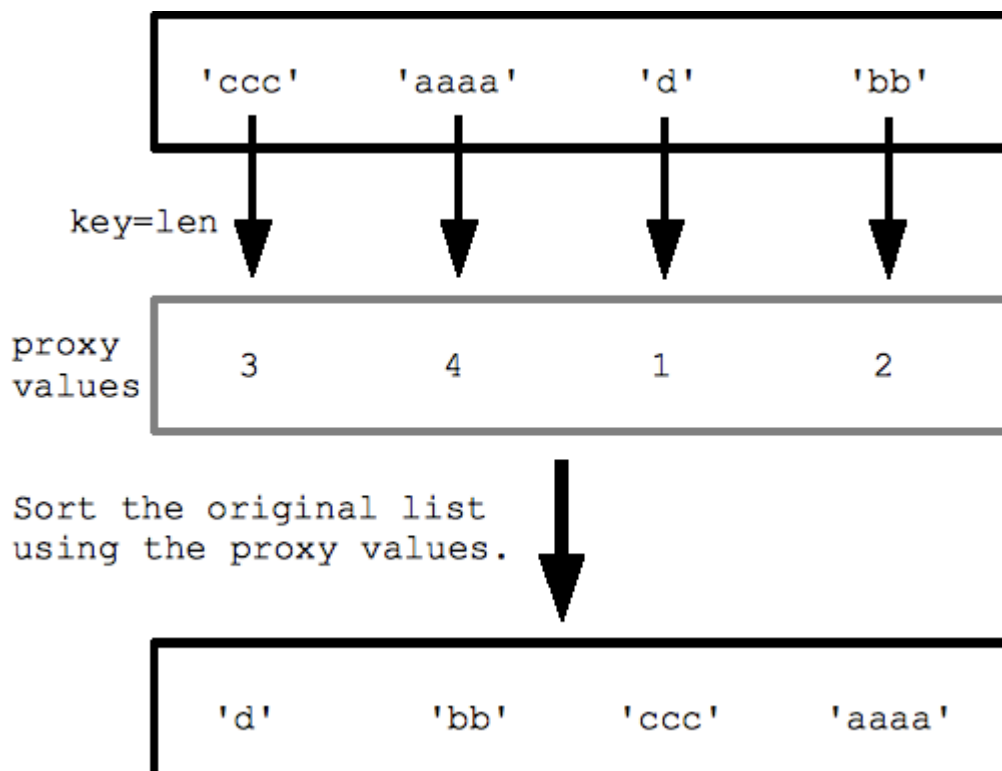 'ccc' 'aaaa' 'd' 'bb'
key=len
proxy
values
3 4 1 2
Sort the original list
using the proxy values.
'd' 'bb' 'ccc' 'aaaa'